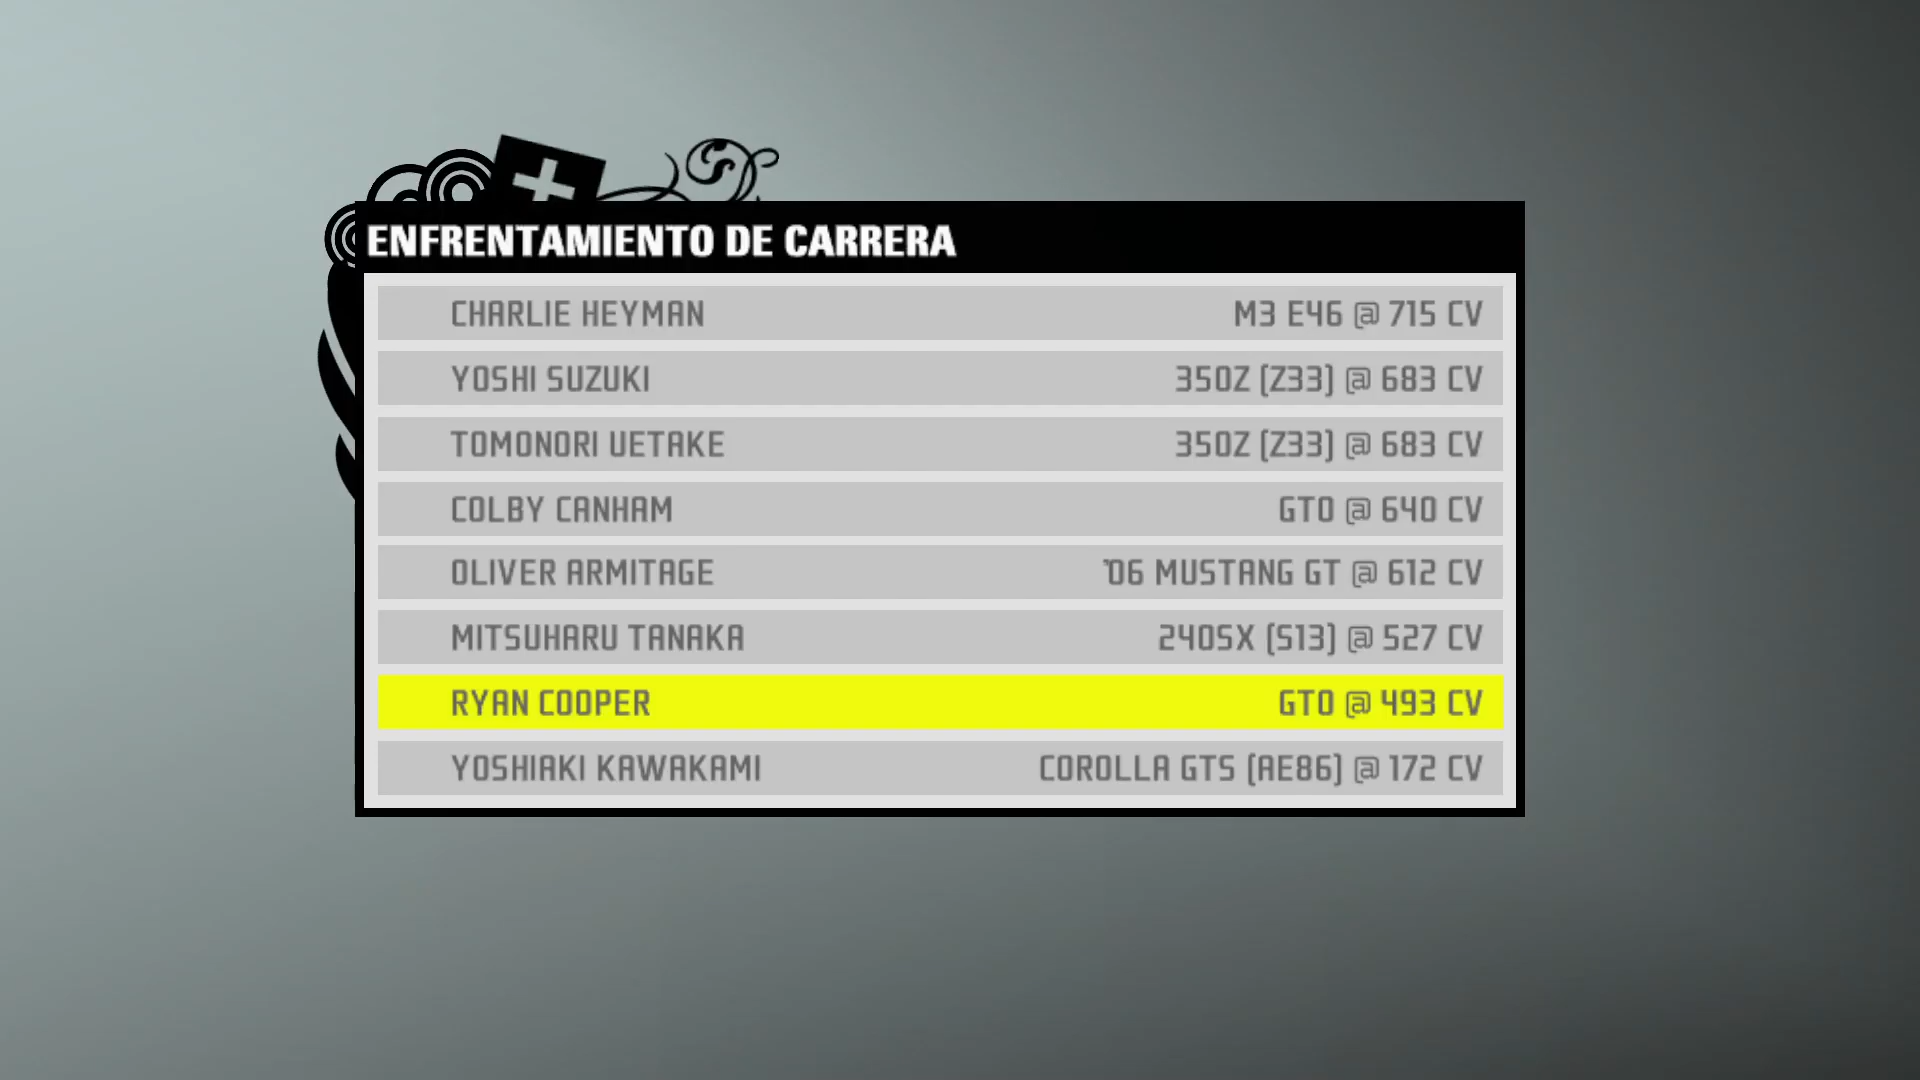 ENFRENTAMIENTO DE CARRERA
CHARLIE HEYMAN M3 E46 @ 715 CV
YOSHI SUZUKI 350Z (Z33) @ 683 CV
TOMONORI UETAKE 350Z (Z33) @ 683 CV
COLBY CANHAM GTO @ 640 CV
OLIVER ARMITAGE '06 MUSTANG GT @ 612 CV
MITSUHARU TANAKA 240SX (S13) @ 527 CV
RYAN COOPER GTO @ 493 CV
YOSHIAKI KAWAKAMI COROLLA GTS (AE86) @ 172 CV